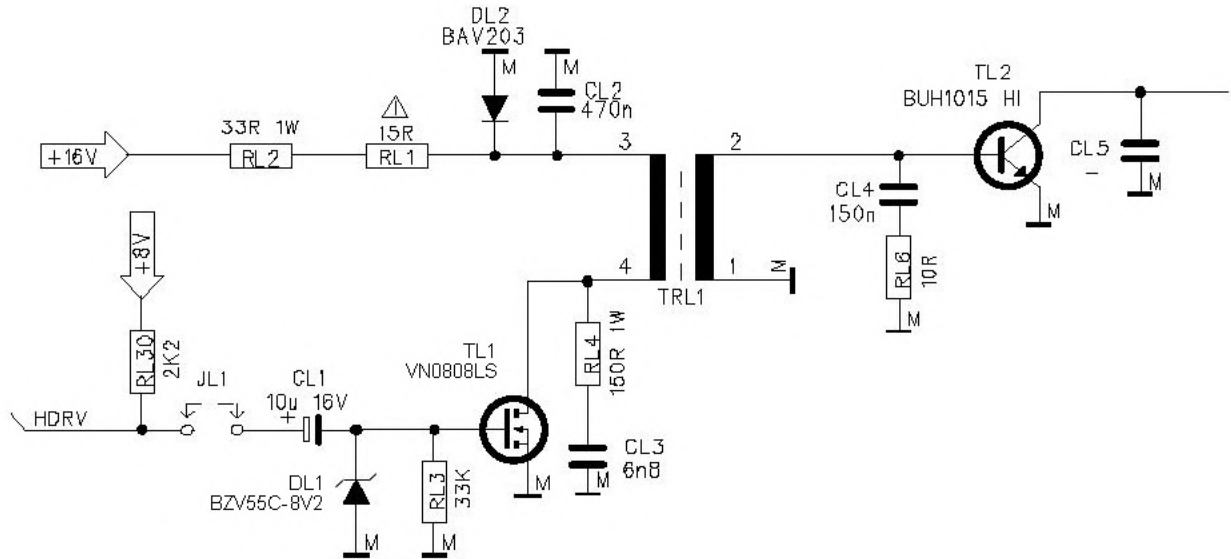 DL2
BAV203
M
M
CL2
470n
TL2
BUH1015 HI
33R 1W
15R
+16V
RL2
RL1
3
2
CL5
-
M
CL4
150n
M
+8V
RL6
10R
4
1
M
TRL1
M
RL30
2K2
JL1
CL1
10u 16V
+
TL1
VN0808LS
RL4
150R 1W
HDRV
CL3
6n8
DL1
BZV55C-8V2
RL3
33K
M
M
M
M